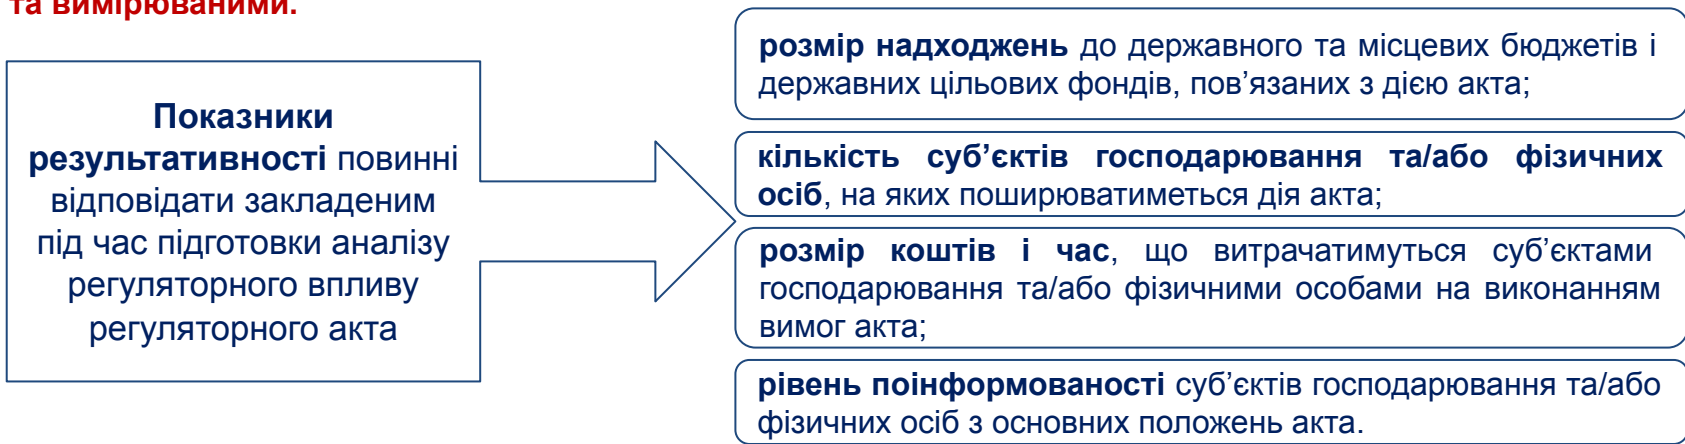 та вимірюваними.
Показники
результативності повинні
відповідати закладеним
під час підготовки аналізу
регуляторного впливу
регуляторного акта
розмір надходжень до державного та місцевих бюджетів і
державних цільових фондів, пов’язаних з дією акта;
кількість суб’єктів господарювання та/або фізичних
осіб, на яких поширюватиметься дія акта;
розмір коштів і час, що витрачатимуться суб’єктами
господарювання та/або фізичними особами на виконанням
вимог акта;
рівень поінформованості суб’єктів господарювання та/або
фізичних осіб з основних положень акта.